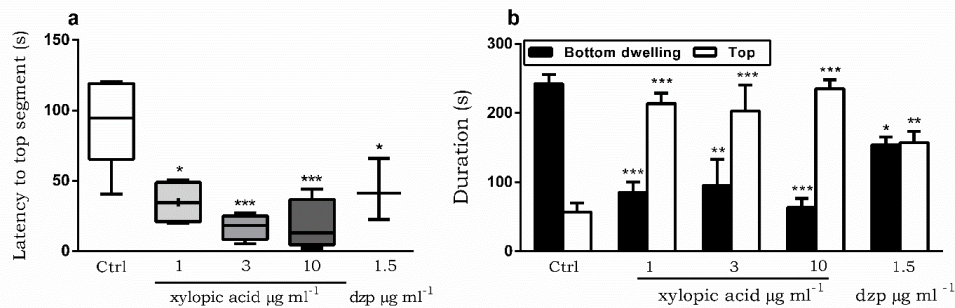 a
Latency to top segment (s)
150
100
50
0
*
***
***
*
Ctrl
1
3
10
1.5
xylopic acid µg ml-1
dzp µg ml-1
b
Duration (s)
300
200
100
0
Bottom dwelling
Top
***
***
**
***
***
***
*
**
Ctrl
1
3
10
1.5
xylopic acid µg ml-1
dzp µg ml -1